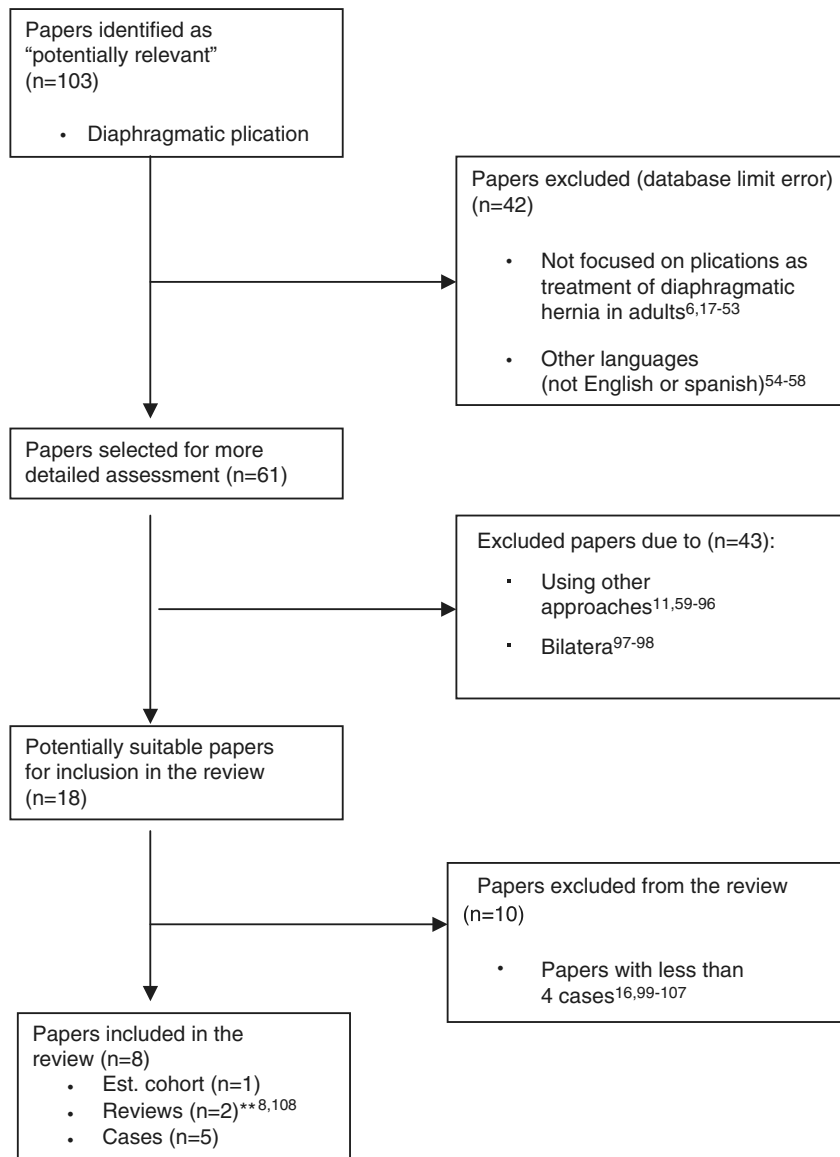 Papers identified as
“potentially relevant”
(n=103)
• Diaphragmatic plication
Papers excluded (database limit error)
(n=42)
• Not focused on plications as
treatment of diaphragmatic
hernia in adults6,17-53
• Other languages
(not English or spanish)54-58
Papers selected for more
detailed assessment (n=61)
Excluded papers due to (n=43):
▪ Using other
approaches11,59-96
▪ Bilatera97-98
Potentially suitable papers
for inclusion in the review
(n=18)
Papers excluded from the review
(n=10)
• Papers with less than
4 cases16,99-107
Papers included in the
review (n=8)
• Est. cohort (n=1)
• Reviews (n=2)**8,108
• Cases (n=5)